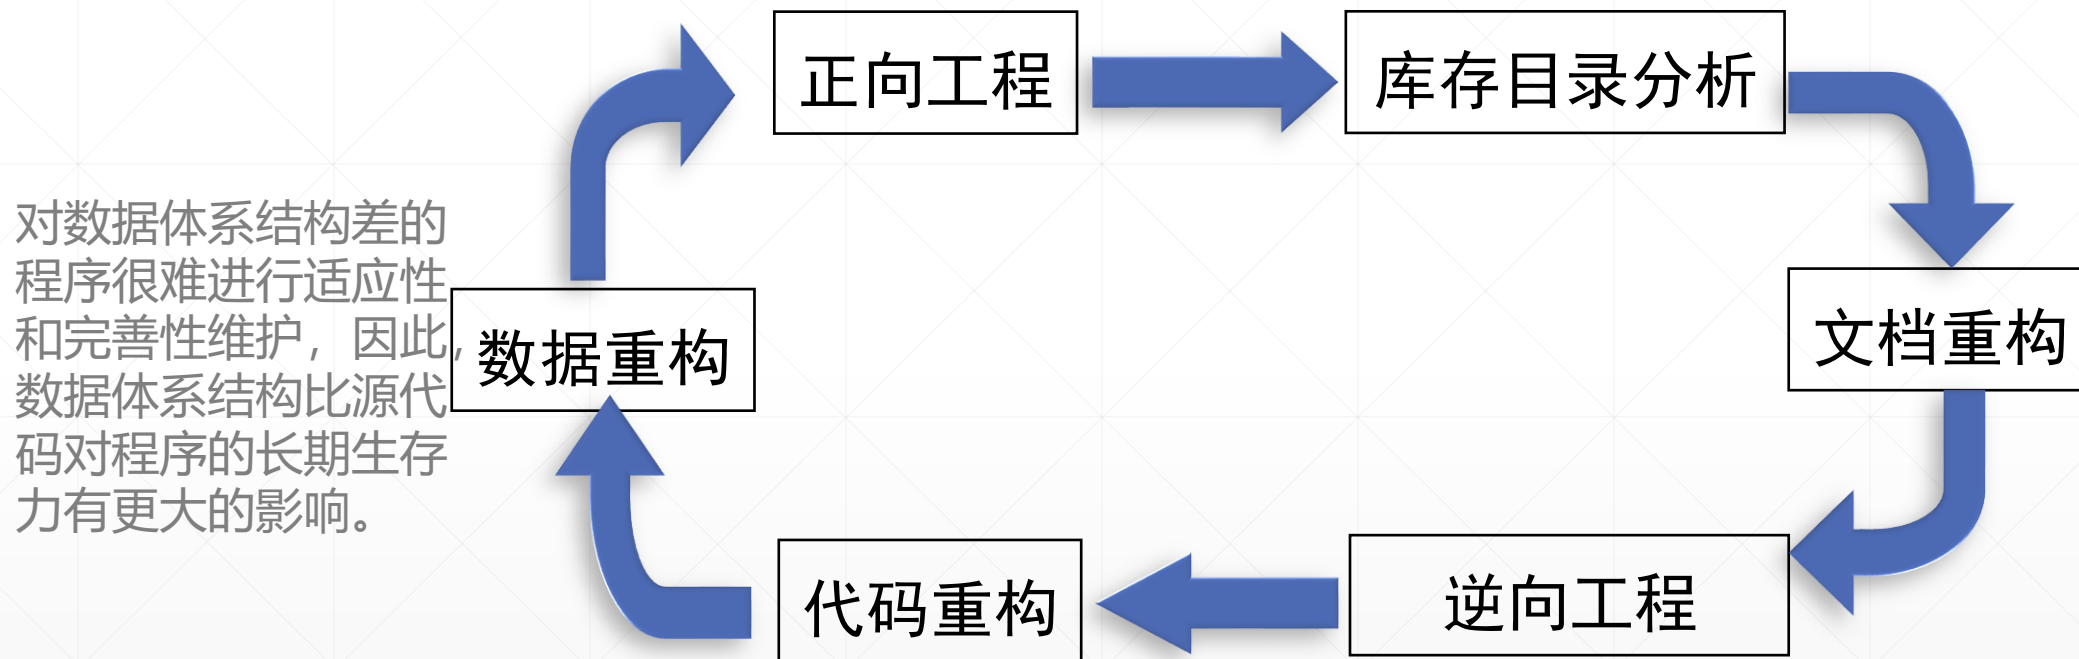 正向工程
库存目录分析
对数据体系结构差的
程序很难进行适应性
和完善性维护，因此，
数据体系结构比源代
码对程序的长期生存
力有更大的影响。
数据重构
文档重构
代码重构
逆向工程